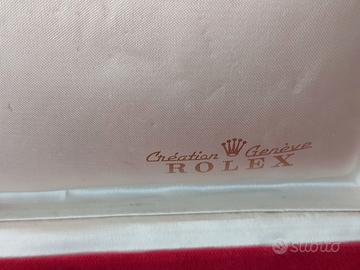 Création Genève
ROLEX
subito